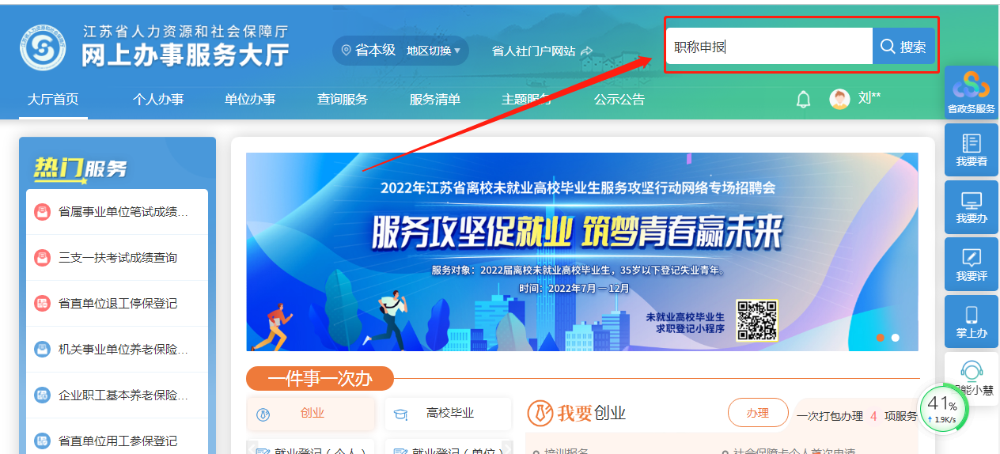 江苏省人力资源和社会保障厅
网上办事服务大厅
省本级 地区切换
省人社门户网站
职称申报
搜索
大厅首页 个人办事 单位办事 查询服务 服务清单 主题服务 公示公告
刘**
省政务服务
我要看
我要办
我要评
掌上办
能小慧
41%
1.9K/s
热门服务
省属事业单位笔试成绩...
三支一扶考试成绩查询
省直单位退工停保登记
机关事业单位养老保险...
企业职工基本养老保险...
省直单位用工参保登记
2022年江苏省离校未就业高校毕业生服务攻坚行动网络专场招聘会
服务攻坚促就业 筑梦青春赢未来
服务对象：2022届离校未就业高校毕业生，35岁以下登记失业青年。
时间：2022年7月—12月
未就业高校毕业生
求职登记小程序
一件事一次办
创业 高校毕业
就业登记（个人） 就业登记（单位）
我要创业
办理
一次打包办理 4 项服务
培训报名 社会保障卡个人首次申请